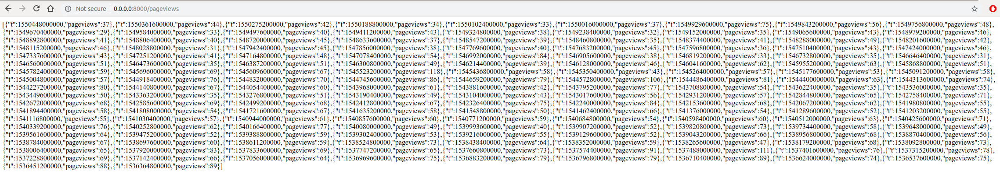 Not secure | 0.0.0.0:8000/pageviews
[{"t":1550448000000,"pageviews":37},{"t":1550361600000,"pageviews":44},{"t":1550275200000,"pageviews":42},{"t":1550188800000,"pageviews":34},{"t":1550102400000,"pageviews":33},{"t":1550016000000,"pageviews":37},{"t":1549929600000,"pageviews":75},{"t":1549843200000,"pageviews":56},{"t":1549756800000,"pageviews":48},
{"t":1549670400000,"pageviews":29},{"t":1549584000000,"pageviews":33},{"t":1549497600000,"pageviews":40},{"t":1549411200000,"pageviews":43},{"t":1549324800000,"pageviews":38},{"t":1549238400000,"pageviews":32},{"t":1549152000000,"pageviews":35},{"t":1549065600000,"pageviews":43},{"t":1548979200000,"pageviews":46},
{"t":1548892800000,"pageviews":41},{"t":1548806400000,"pageviews":40},{"t":1548720000000,"pageviews":45},{"t":1548633600000,"pageviews":37},{"t":1548547200000,"pageviews":39},{"t":1548460800000,"pageviews":35},{"t":1548374400000,"pageviews":41},{"t":1548288000000,"pageviews":49},{"t":1548201600000,"pageviews":42},
{"t":1548115200000,"pageviews":46},{"t":1548028800000,"pageviews":31},{"t":1547942400000,"pageviews":45},{"t":1547856000000,"pageviews":38},{"t":1547769600000,"pageviews":40},{"t":1547683200000,"pageviews":45},{"t":1547596800000,"pageviews":36},{"t":1547510400000,"pageviews":43},{"t":1547424000000,"pageviews":46},
{"t":1547337600000,"pageviews":43},{"t":1547251200000,"pageviews":41},{"t":1547164800000,"pageviews":48},{"t":1547078400000,"pageviews":54},{"t":1546992000000,"pageviews":84},{"t":1546905600000,"pageviews":38},{"t":1546819200000,"pageviews":33},{"t":1546732800000,"pageviews":35},{"t":1546646400000,"pageviews":31},
{"t":1546560000000,"pageviews":51},{"t":1546473600000,"pageviews":35},{"t":1546387200000,"pageviews":51},{"t":1546300800000,"pageviews":49},{"t":1546214400000,"pageviews":39},{"t":1546128000000,"pageviews":46},{"t":1546041600000,"pageviews":62},{"t":1545955200000,"pageviews":63},{"t":1545868800000,"pageviews":51},
{"t":1545782400000,"pageviews":59},{"t":1545696000000,"pageviews":69},{"t":1545609600000,"pageviews":67},{"t":1545523200000,"pageviews":118},{"t":1545436800000,"pageviews":58},{"t":1545350400000,"pageviews":43},{"t":1545264000000,"pageviews":57},{"t":1545177600000,"pageviews":53},{"t":1545091200000,"pageviews":58},
{"t":1545004800000,"pageviews":57},{"t":1544918400000,"pageviews":76},{"t":1544832000000,"pageviews":70},{"t":1544745600000,"pageviews":86},{"t":1544659200000,"pageviews":79},{"t":1544572800000,"pageviews":106},{"t":1544486400000,"pageviews":81},{"t":1544400000000,"pageviews":63},{"t":1544313600000,"pageviews":74},
{"t":1544227200000,"pageviews":80},{"t":1544140800000,"pageviews":67},{"t":1544054400000,"pageviews":60},{"t":1543968000000,"pageviews":61},{"t":1543881600000,"pageviews":42},{"t":1543795200000,"pageviews":77},{"t":1543708800000,"pageviews":54},{"t":1543622400000,"pageviews":35},{"t":1543536000000,"pageviews":35},
{"t":1543449600000,"pageviews":50},{"t":1543363200000,"pageviews":35},{"t":1543276800000,"pageviews":51},{"t":1543190400000,"pageviews":49},{"t":1543104000000,"pageviews":43},{"t":1543017600000,"pageviews":56},{"t":1542931200000,"pageviews":57},{"t":1542844800000,"pageviews":65},{"t":1542758400000,"pageviews":71},
{"t":1542672000000,"pageviews":68},{"t":1542585600000,"pageviews":69},{"t":1542499200000,"pageviews":68},{"t":1542412800000,"pageviews":67},{"t":1542326400000,"pageviews":75},{"t":1542240000000,"pageviews":84},{"t":1542153600000,"pageviews":68},{"t":1542067200000,"pageviews":62},{"t":1541980800000,"pageviews":55},
{"t":1541894400000,"pageviews":58},{"t":1541808000000,"pageviews":54},{"t":1541721600000,"pageviews":67},{"t":1541635200000,"pageviews":58},{"t":1541548800000,"pageviews":50},{"t":1541462400000,"pageviews":66},{"t":1541376000000,"pageviews":54},{"t":1541289600000,"pageviews":52},{"t":1541203200000,"pageviews":55},
{"t":1541116800000,"pageviews":55},{"t":1541030400000,"pageviews":57},{"t":1540944000000,"pageviews":61},{"t":1540857600000,"pageviews":60},{"t":1540771200000,"pageviews":59},{"t":1540684800000,"pageviews":54},{"t":1540598400000,"pageviews":60},{"t":1540512000000,"pageviews":63},{"t":1540425600000,"pageviews":71},
{"t":1540339200000,"pageviews":76},{"t":1540252800000,"pageviews":62},{"t":1540166400000,"pageviews":77},{"t":1540080000000,"pageviews":49},{"t":1539993600000,"pageviews":40},{"t":1539907200000,"pageviews":52},{"t":1539820800000,"pageviews":73},{"t":1539734400000,"pageviews":58},{"t":1539648000000,"pageviews":49},
{"t":1539561600000,"pageviews":64},{"t":1539475200000,"pageviews":52},{"t":1539388800000,"pageviews":59},{"t":1539302400000,"pageviews":53},{"t":1539216000000,"pageviews":55},{"t":1539129600000,"pageviews":52},{"t":1539043200000,"pageviews":66},{"t":1538956800000,"pageviews":68},{"t":1538870400000,"pageviews":56},
{"t":1538784000000,"pageviews":67},{"t":1538697600000,"pageviews":60},{"t":1538611200000,"pageviews":59},{"t":1538524800000,"pageviews":73},{"t":1538438400000,"pageviews":64},{"t":1538352000000,"pageviews":59},{"t":1538265600000,"pageviews":47},{"t":1538179200000,"pageviews":68},{"t":1538092800000,"pageviews":73},
{"t":1538006400000,"pageviews":65},{"t":1537920000000,"pageviews":83},{"t":1537833600000,"pageviews":69},{"t":1537747200000,"pageviews":65},{"t":1537660800000,"pageviews":73},{"t":1537574400000,"pageviews":91},{"t":1537488000000,"pageviews":111},{"t":1537401600000,"pageviews":76},{"t":1537315200000,"pageviews":78},
{"t":1537228800000,"pageviews":69},{"t":1537142400000,"pageviews":66},{"t":1537056000000,"pageviews":64},{"t":1536969600000,"pageviews":75},{"t":1536883200000,"pageviews":79},{"t":1536796800000,"pageviews":79},{"t":1536710400000,"pageviews":89},{"t":1536624000000,"pageviews":74},{"t":1536537600000,"pageviews":75},
{"t":1536451200000,"pageviews":88},{"t":1536364800000,"pageviews":89}]